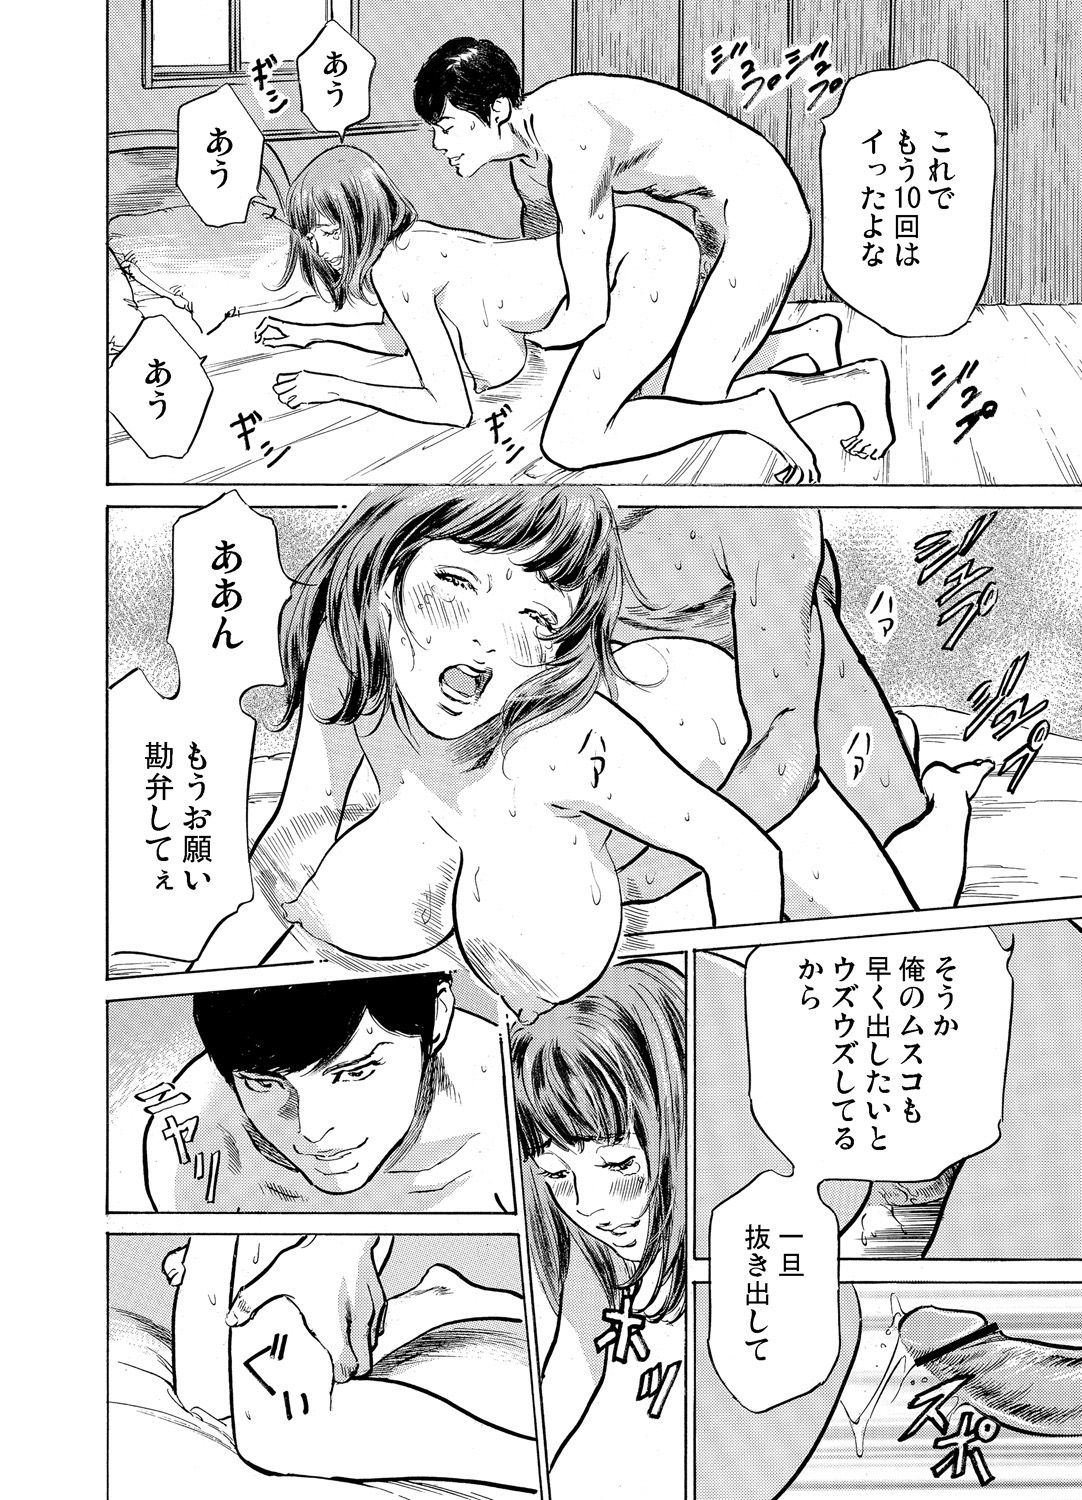 これで
もう10回は
イったよな
ジュプ
ジュプ
あう
ギシ
あう
あう
ギシ
ギシ
ジュプ
ジュプ
ジュプ
ハァ
ハァ
ハァ
ああん
もうお願い
勘弁してぇ
そうか
俺のムスコも
早く出したいと
ウズウズしてる
から
一旦
抜き出して
ニヤリ
ホッ
スポ
ぐい